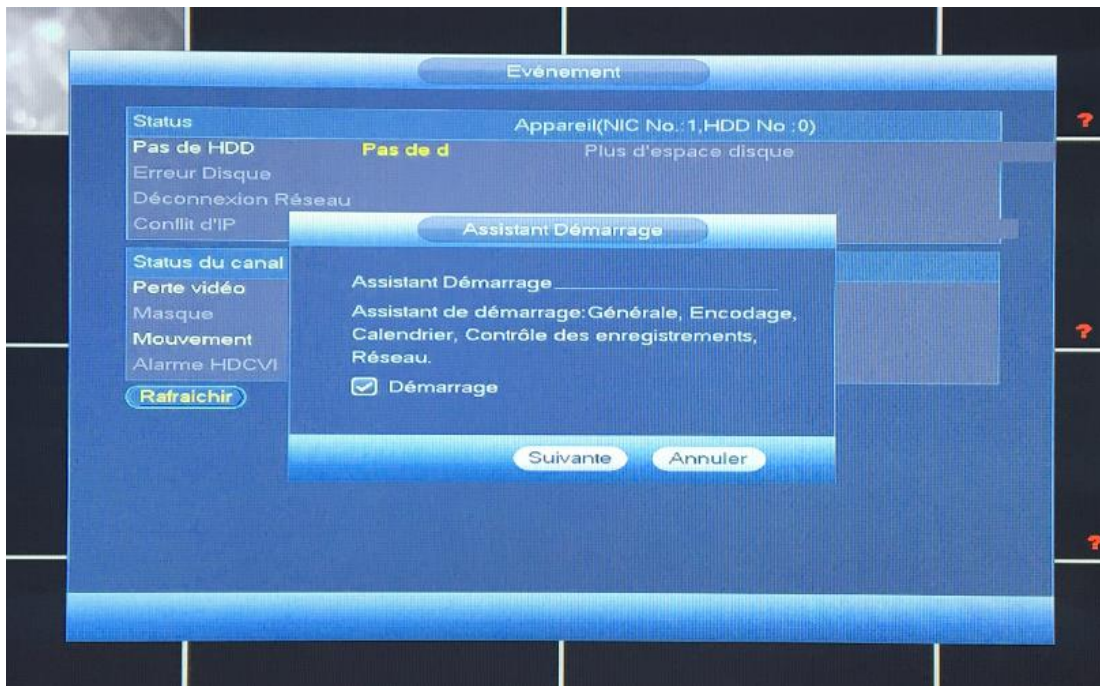 Evénement
Status Appareil(NIC No.:1,HDD No :0)
Pas de HDD Pas de d Plus d'espace disque
Erreur Disque
Déconnexion Réseau
Conflit d'IP
Assistant Démarrage
Status du canal
Perte vidéo
Masque
Mouvement
Alarme HDCVI
Assistant Démarrage
Assistant de démarrage:Générale, Encodage,
Calendrier, Contrôle des enregistrements,
Réseau.
Démarrage
Rafraîchir
Suivante Annuler
?
?
?